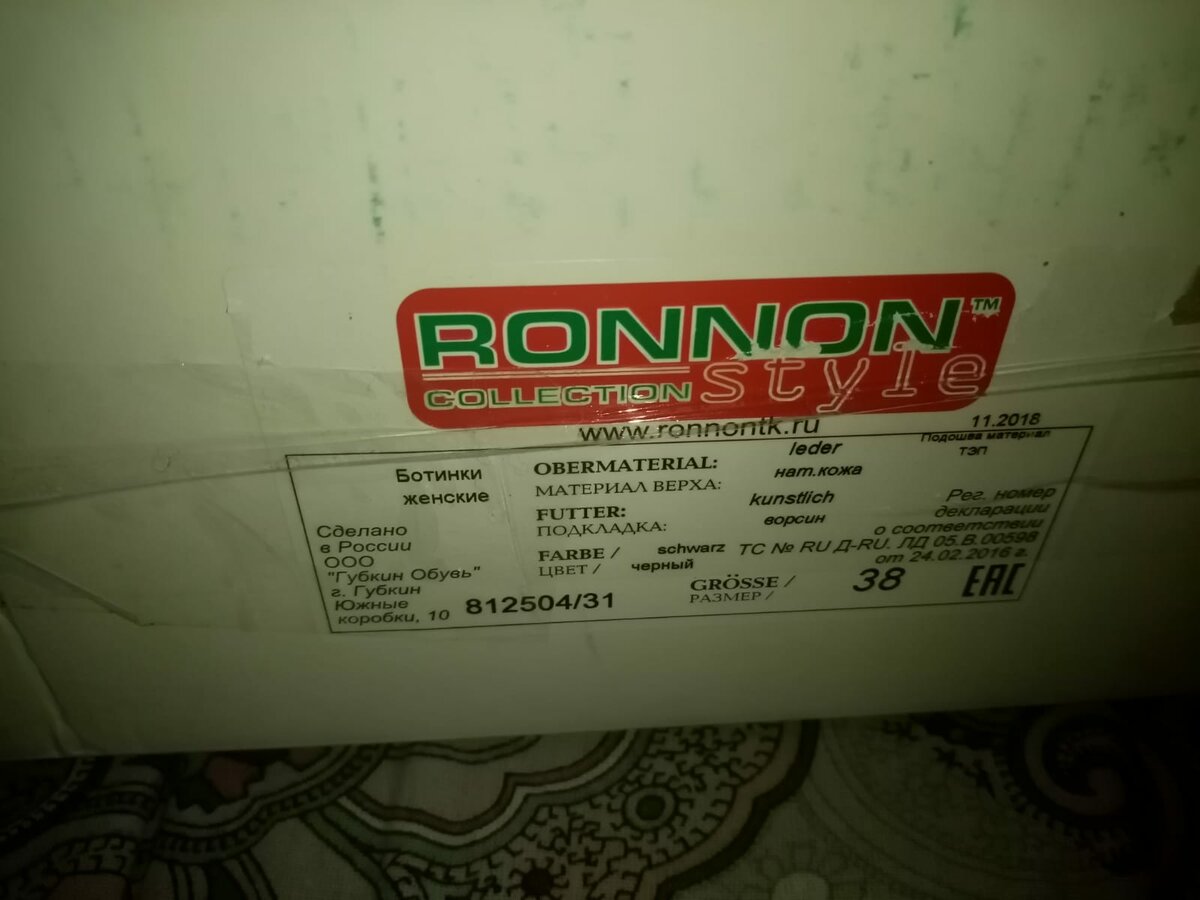 RONNON™
COLLECTION style
www.ronnontk.ru
11.2018
Ботинки
женские
Сделано
в России
ООО
"Губкин Обувь"
г. Губкин
Южные
коробки, 10
812504/31
OBERMATERIAL: leder
МАТЕРИАЛ ВЕРХА: нат.кожа
FUTTER: kunstlich
ПОДКЛАДКА: ворсин
FARBE / schwarz
ЦВЕТ / черный
GRÖSSE /
РАЗМЕР /
38
Подошва материал
ТЭП
Рег. номер
декларации
о соответствии
ТС № RU Д-RU. ЛД 05.В.00598
от 24.02.2016 г.
EAC